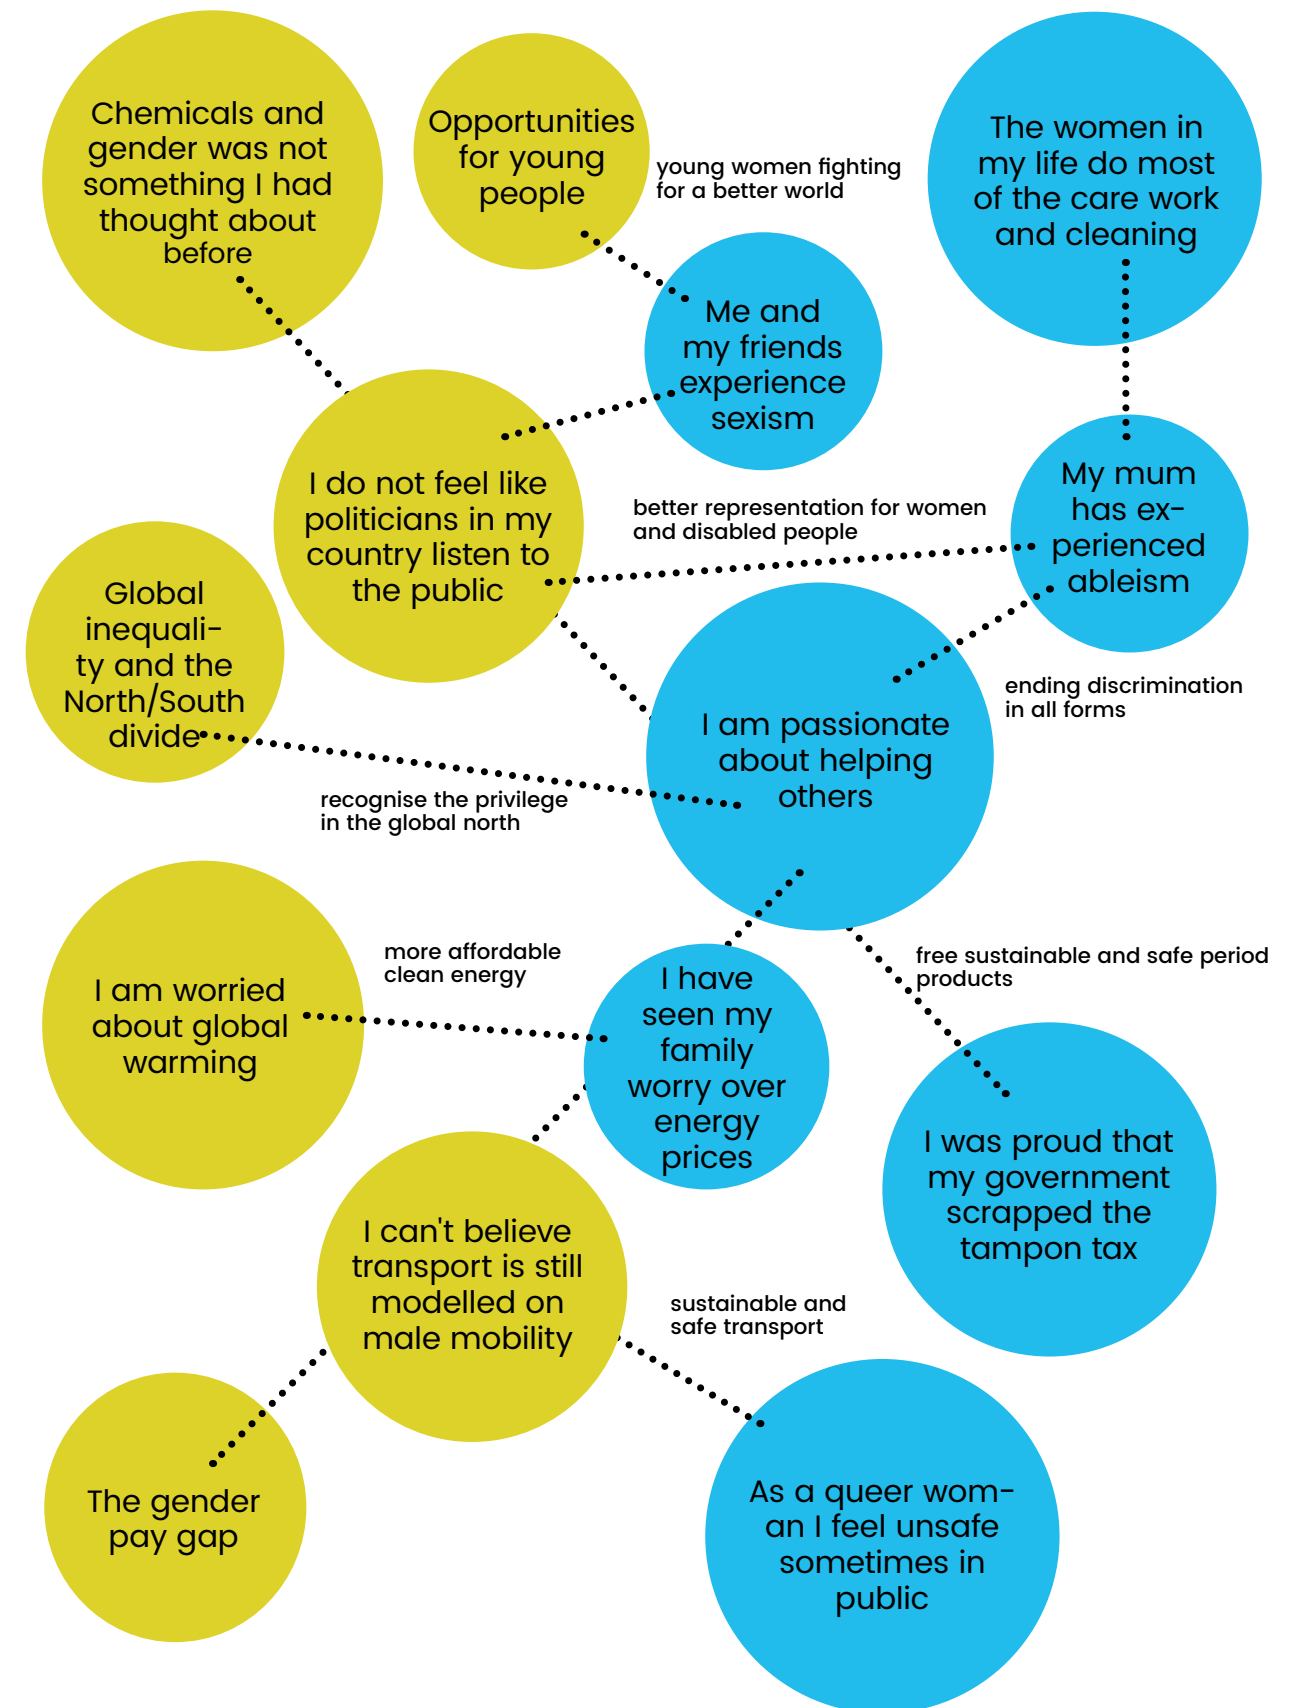 Chemicals and
gender was not
something I had
thought about
before
Opportunities
for young
people
young women fighting
for a better world
The women in
my life do most
of the care work
and cleaning
Me and
my friends
experience
sexism
I do not feel like
politicians in my
country listen to
the public
better representation for women
and disabled people
My mum
has ex-
perienced
ableism
Global
inequali-
ty and the
North/South
divide
I am passionate
about helping
others
ending discrimination
in all forms
recognise the privilege
in the global north
I am worried
about global
warming
more affordable
clean energy
I have
seen my
family
worry over
energy
prices
free sustainable and safe period
products
I was proud that
my government
scrapped the
tampon tax
I can't believe
transport is still
modelled on
male mobility
sustainable and
safe transport
The gender
pay gap
As a queer wom-
an I feel unsafe
sometimes in
public